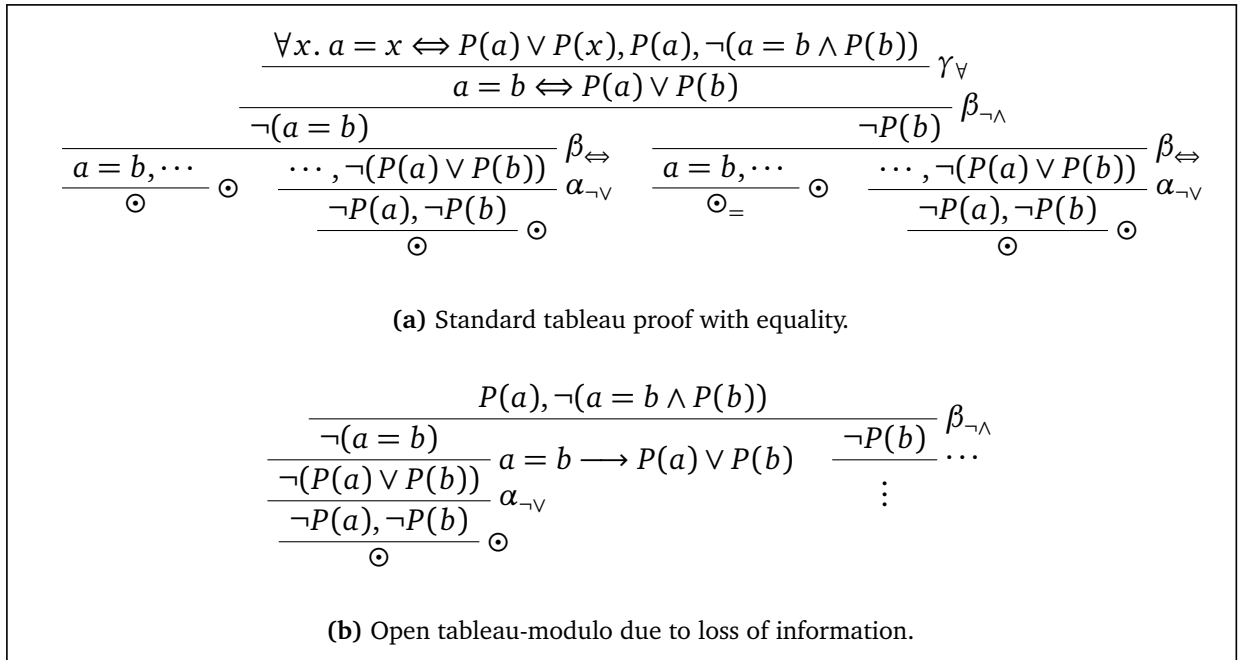 ∀x. a = x ⇔ P(a) ∨ P(x), P(a), ¬(a = b ∧ P(b))
γ∀
a = b ⇔ P(a) ∨ P(b)
β¬∧
¬(a = b) ¬P(b)
β⇔ β⇔
a = b, ⋯ ⋯, ¬(P(a) ∨ P(b)) a = b, ⋯ ⋯, ¬(P(a) ∨ P(b))
⊙ ⊙ α¬∨ ⊙= ⊙ α¬∨
¬P(a), ¬P(b) ¬P(a), ¬P(b)
⊙ ⊙ ⊙ ⊙
(a) Standard tableau proof with equality.
P(a), ¬(a = b ∧ P(b))
β¬∧
¬(a = b) ¬P(b)
a = b ⟶ P(a) ∨ P(b) ⋯
¬(P(a) ∨ P(b)) ⋮
α¬∨
¬P(a), ¬P(b)
⊙ ⊙
(b) Open tableau-modulo due to loss of information.